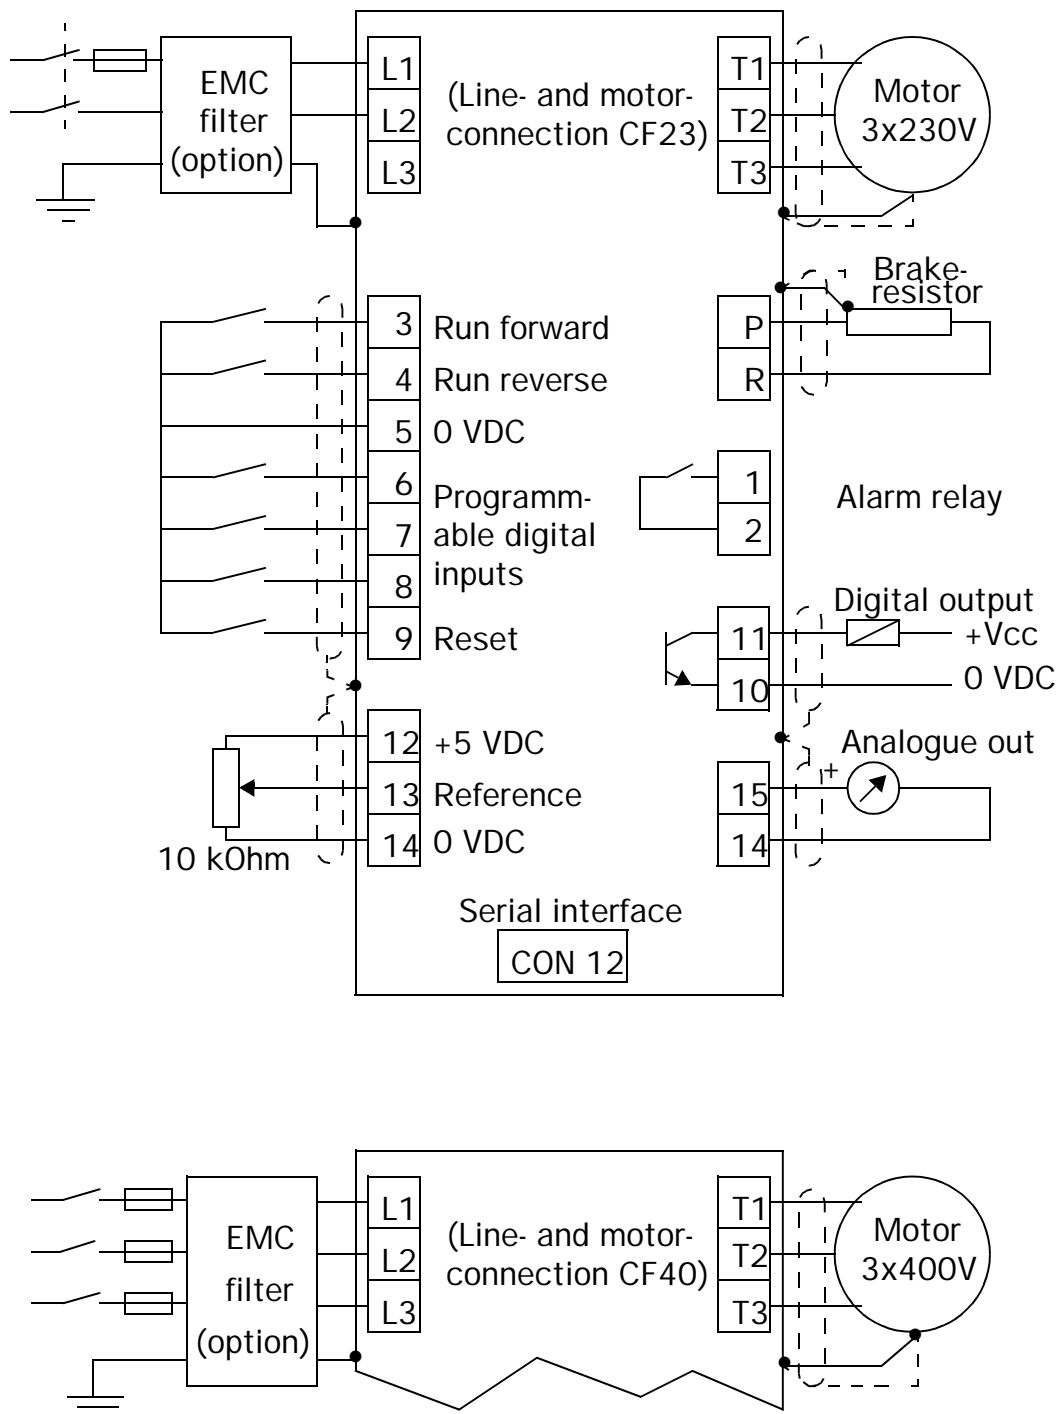 EMC
filter
(option)
L1
L2
L3
(Line- and motor-
connection CF23)
T1
T2
T3
Motor
3x230V
3 Run forward
4 Run reverse
5 0 VDC
6
7
8
Programm-
able digital
inputs
9 Reset
P
R
Brake-
resistor
1
2
Alarm relay
11
10
Digital output
+Vcc
0 VDC
12 +5 VDC
13 Reference
14 0 VDC
10 kOhm
15
14
Analogue out
+
Serial interface
CON 12
EMC
filter
(option)
L1
L2
L3
(Line- and motor-
connection CF40)
T1
T2
T3
Motor
3x400V